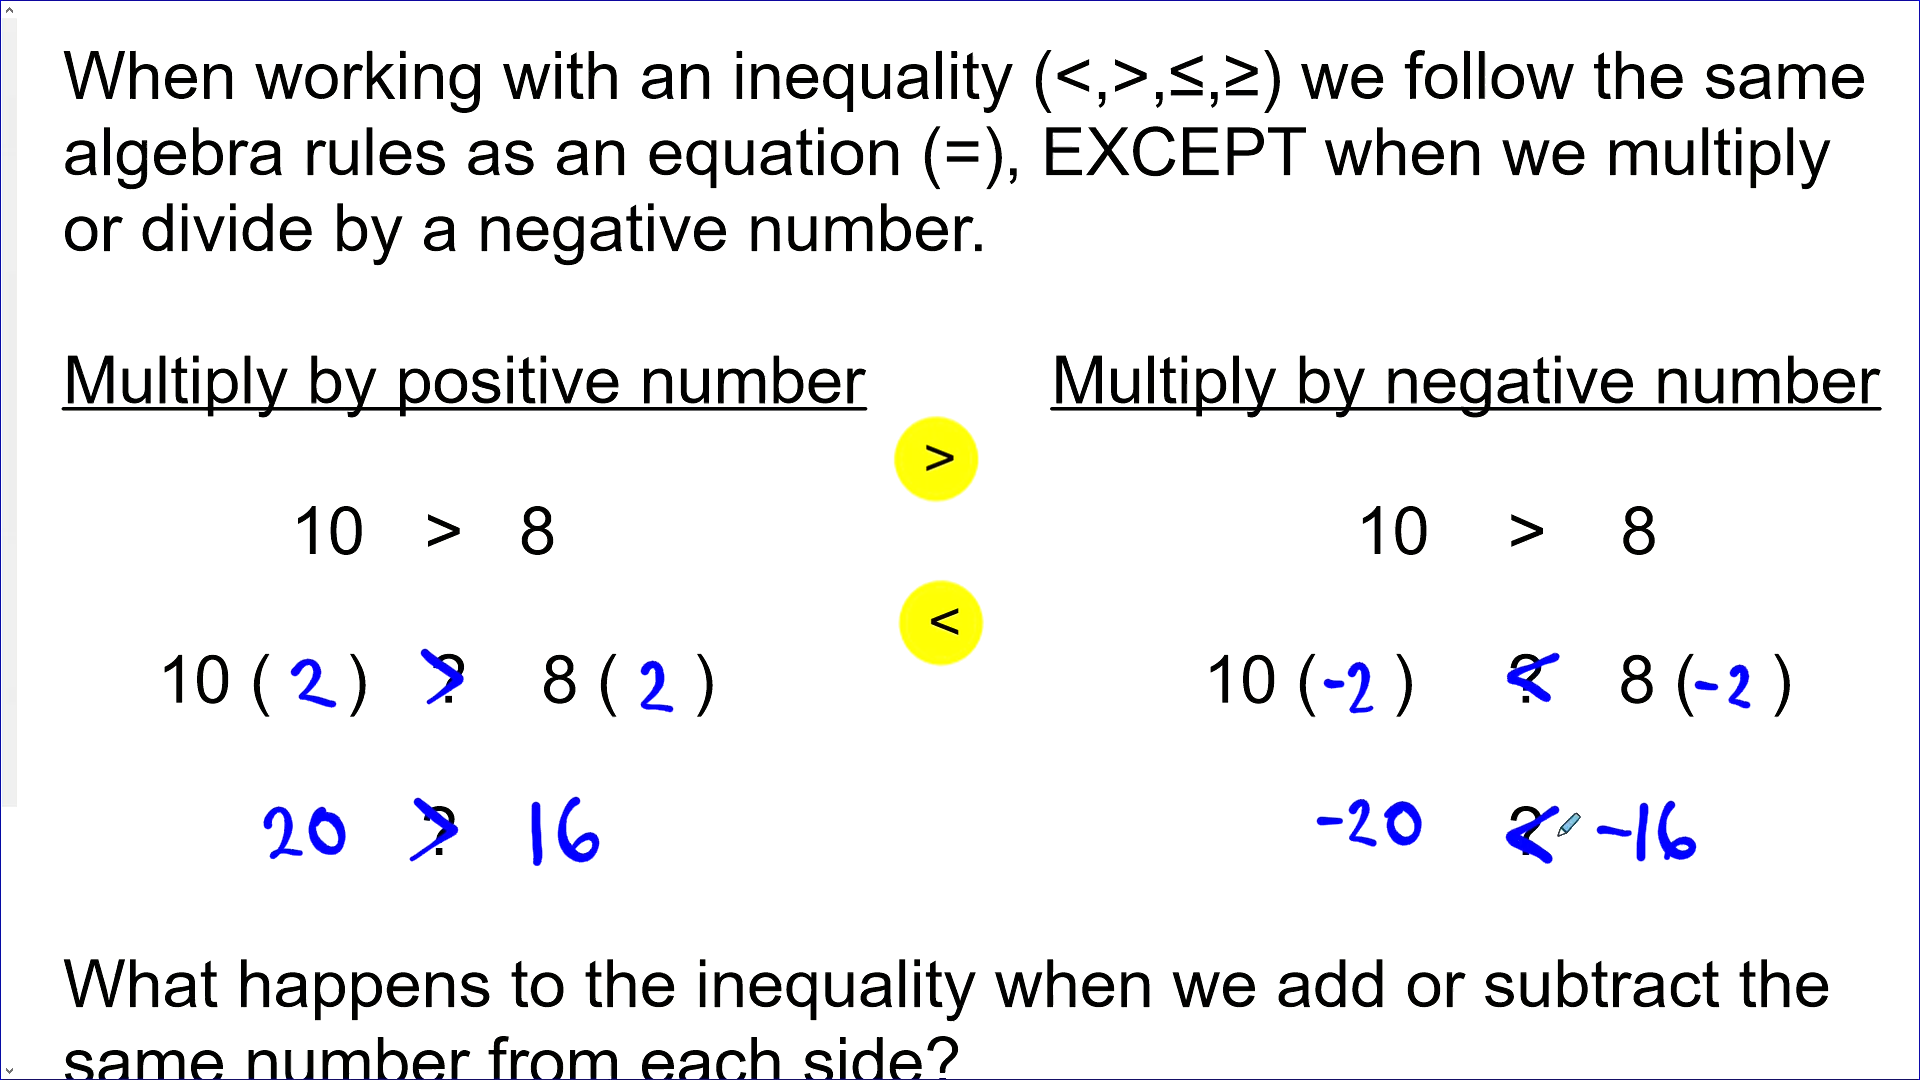 When working with an inequality (<,>,≤,≥) we follow the same
algebra rules as an equation (=), EXCEPT when we multiply
or divide by a negative number.
Multiply by positive number
Multiply by negative number
>
10 > 8
10 > 8
<
10 ( 2 ) > 8 ( 2 )
10 (-2 ) < 8 (-2 )
20 > 16
-20 < -16
What happens to the inequality when we add or subtract the
same number from each side?